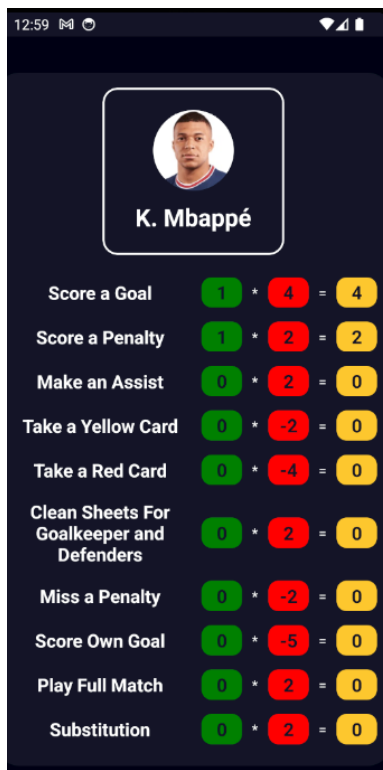 12:59
K. Mbappé
Score a Goal 1 * 4 = 4
Score a Penalty 1 * 2 = 2
Make an Assist 0 * 2 = 0
Take a Yellow Card 0 * -2 = 0
Take a Red Card 0 * -4 = 0
Clean Sheets For
Goalkeeper and 0 * 2 = 0
Defenders
Miss a Penalty 0 * -2 = 0
Score Own Goal 0 * -5 = 0
Play Full Match 0 * 2 = 0
Substitution 0 * 2 = 0